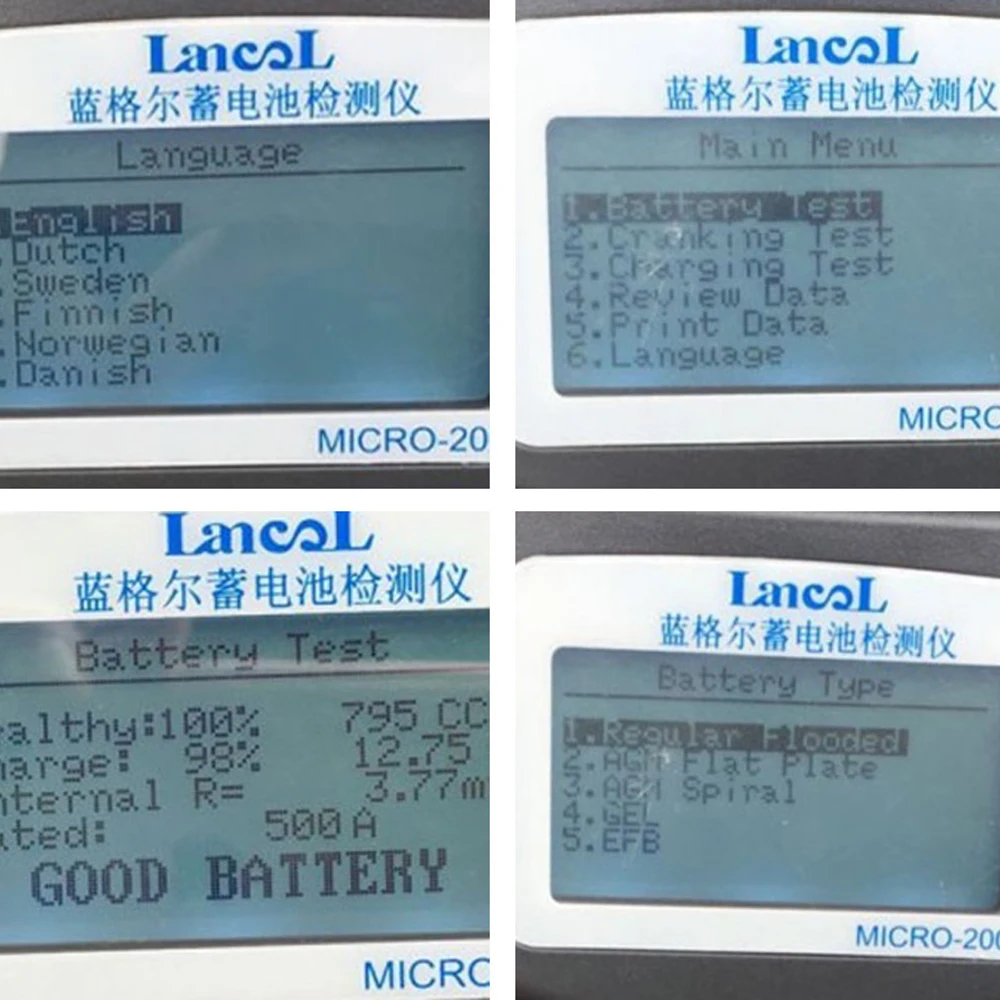 Lancol
蓝格尔蓄电池检测仪
Language
.English
.Dutch
.Sweden
.Finnish
.Norwegian
.Danish
MICRO-20
Lancol
蓝格尔蓄电池检测仪
Main Menu
1.Battery Test
2.Cranking Test
3.Charging Test
4.Review Data
5.Print Data
6.Language
MICRO
Lancol
蓝格尔蓄电池检测仪
Battery Test
ealthy:100% 795 CC
harge: 98% 12.75
nternal R= 3.77m
ated: 500A
GOOD BATTERY
MICRO
Lancol
蓝格尔蓄电池检测仪
Battery Type
1.Regular Flooded
2.AGM Flat Plate
3.AGM Spiral
4.GEL
5.EFB
MICRO-200